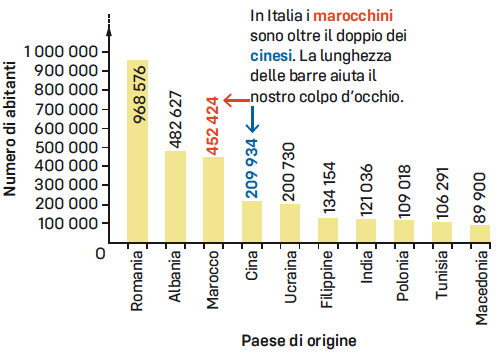 In Italia i marocchini
sono oltre il doppio dei
cinesi. La lunghezza
delle barre aiuta il
nostro colpo d'occhio.
Numero di abitanti
1 000 000
900 000
800 000
700 000
600 000
500 000
400 000
300 000
200 000
100 000
0
968 576
482 627
452 424
209 934
200 730
134 154
121 036
109 018
106 291
89 900
Romania
Albania
Marocco
Cina
Ucraina
Filippine
India
Polonia
Tunisia
Macedonia
Paese di origine